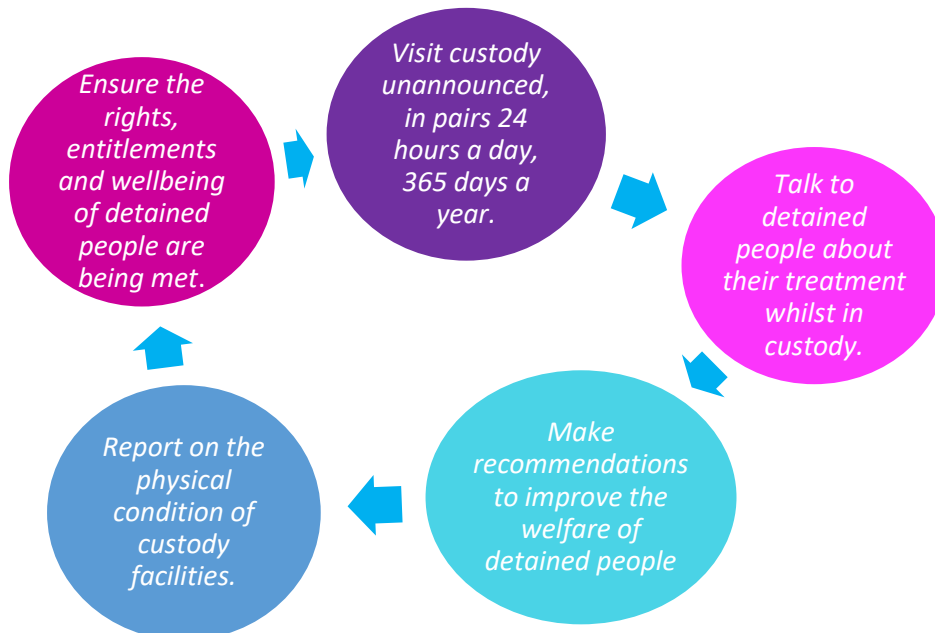 Ensure the
rights,
entitlements
and wellbeing
of detained
people are
being met.
Visit custody
unannounced,
in pairs 24
hours a day,
365 days a
year.
Talk to
detained
people about
their treatment
whilst in
custody.
Make
recommendations
to improve the
welfare of
detained people
Report on the
physical
condition of
custody
facilities.